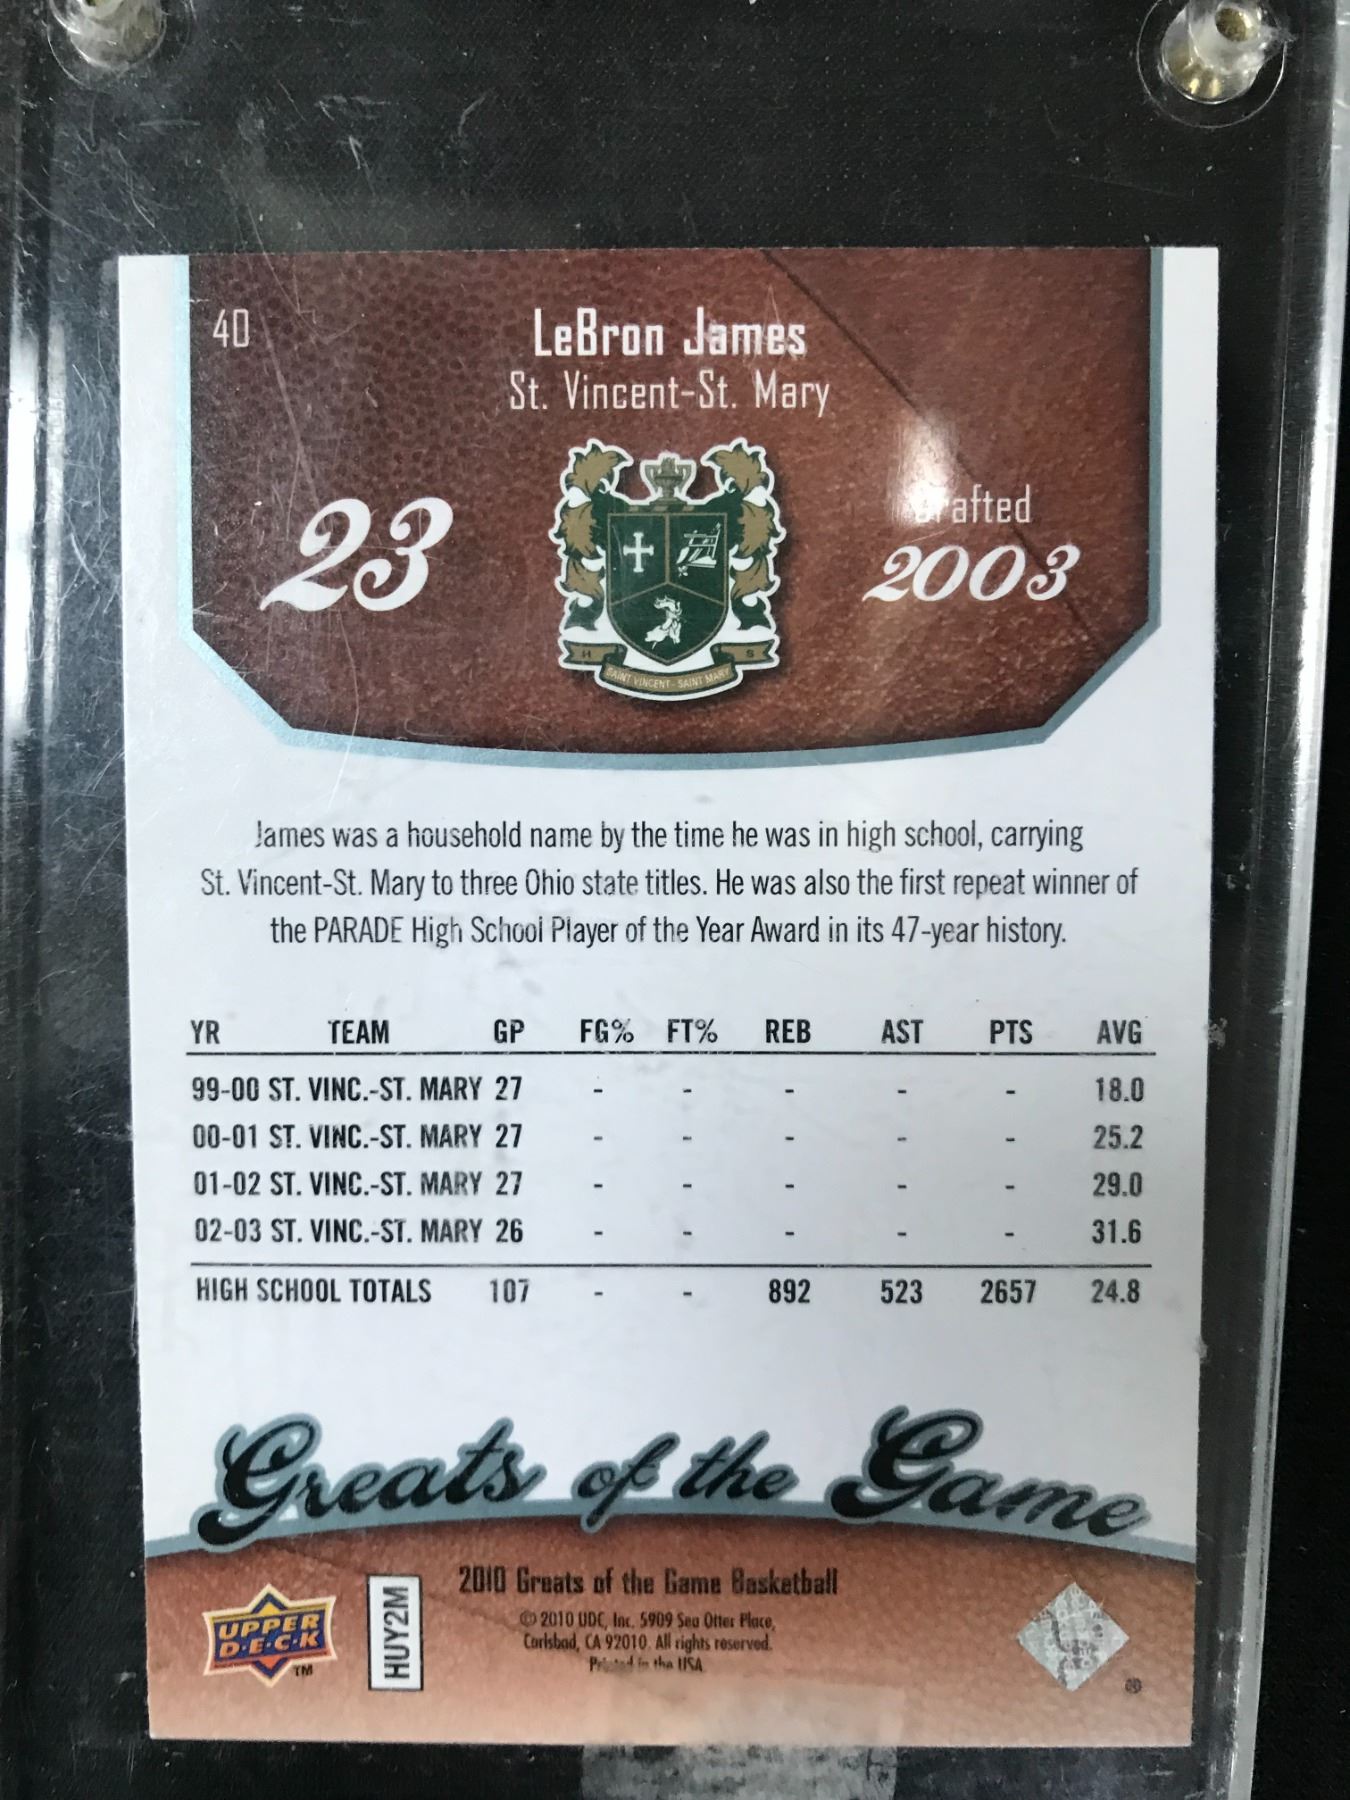 40
LeBron James
St. Vincent-St. Mary
23
Drafted
2003
H S
SAINT VINCENT - SAINT MARY
James was a household name by the time he was in high school, carrying
St. Vincent-St. Mary to three Ohio state titles. He was also the first repeat winner of
the PARADE High School Player of the Year Award in its 47-year history.
YR TEAM GP FG% FT% REB AST PTS AVG
99-00 ST. VINC.-ST. MARY 27 - - - - - 18.0
00-01 ST. VINC.-ST. MARY 27 - - - - - 25.2
01-02 ST. VINC.-ST. MARY 27 - - - - - 29.0
02-03 ST. VINC.-ST. MARY 26 - - - - - 31.6
HIGH SCHOOL TOTALS 107 - - 892 523 2657 24.8
Greats of the Game
2010 Greats of the Game Basketball
© 2010 UDC, Inc. 5909 Sea Otter Place,
Carlsbad, CA 92010. All rights reserved.
Printed in the USA
UPPER
D·E·C·K
TM
HUY2M
®